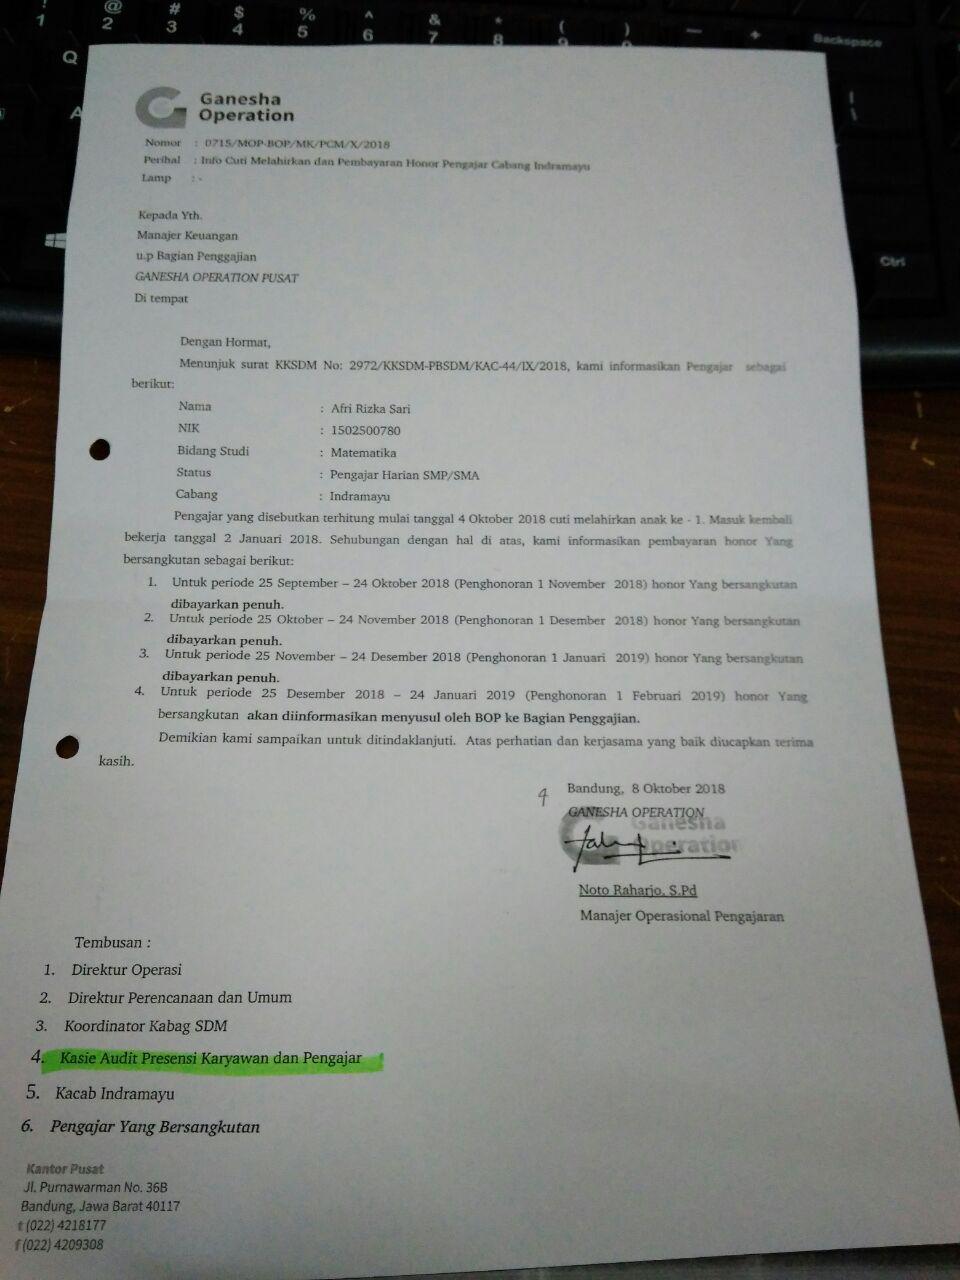 !
1
@
2
#
3
$
4
%
5
^
6
&
7
*
8
(
9
)
—
+
Backspace
Q
A
Ctrl
Ganesha
Operation
Nomor : 0715/MOP-BOP/MK/PCM/X/2018
Perihal : Info Cuti Melahirkan dan Pembayaran Honor Pengajar Cabang Indramayu
Lamp : -
Kepada Yth.
Manajer Keuangan
u.p Bagian Penggajian
GANESHA OPERATION PUSAT
Di tempat
Dengan Hormat,
Menunjuk surat KKSDM No: 2972/KKSDM-PBSDM/KAC-44/IX/2018, kami informasikan Pengajar sebagai
berikut:
Nama : Afri Rizka Sari
NIK : 1502500780
Bidang Studi : Matematika
Status : Pengajar Harian SMP/SMA
Cabang : Indramayu
Pengajar yang disebutkan terhitung mulai tanggal 4 Oktober 2018 cuti melahirkan anak ke - 1. Masuk kembali
bekerja tanggal 2 Januari 2018. Sehubungan dengan hal di atas, kami informasikan pembayaran honor Yang
bersangkutan sebagai berikut:
1. Untuk periode 25 September – 24 Oktober 2018 (Penghonoran 1 November 2018) honor Yang bersangkutan
dibayarkan penuh.
2. Untuk periode 25 Oktober – 24 November 2018 (Penghonoran 1 Desember 2018) honor Yang bersangkutan
dibayarkan penuh.
3. Untuk periode 25 November – 24 Desember 2018 (Penghonoran 1 Januari 2019) honor Yang bersangkutan
dibayarkan penuh.
4. Untuk periode 25 Desember 2018 – 24 Januari 2019 (Penghonoran 1 Februari 2019) honor Yang
bersangkutan akan diinformasikan menyusul oleh BOP ke Bagian Penggajian.
Demikian kami sampaikan untuk ditindaklanjuti. Atas perhatian dan kerjasama yang baik diucapkan terima
kasih.
Bandung, 8 Oktober 2018
GANESHA OPERATION
Ganesha
Operation
Noto Raharjo, S.Pd
Manajer Operasional Pengajaran
Tembusan :
1. Direktur Operasi
2. Direktur Perencanaan dan Umum
3. Koordinator Kabag SDM
4. Kasie Audit Presensi Karyawan dan Pengajar
5. Kacab Indramayu
6. Pengajar Yang Bersangkutan
Kantor Pusat
Jl. Purnawarman No. 36B
Bandung, Jawa Barat 40117
t (022) 4218177
f (022) 4209308